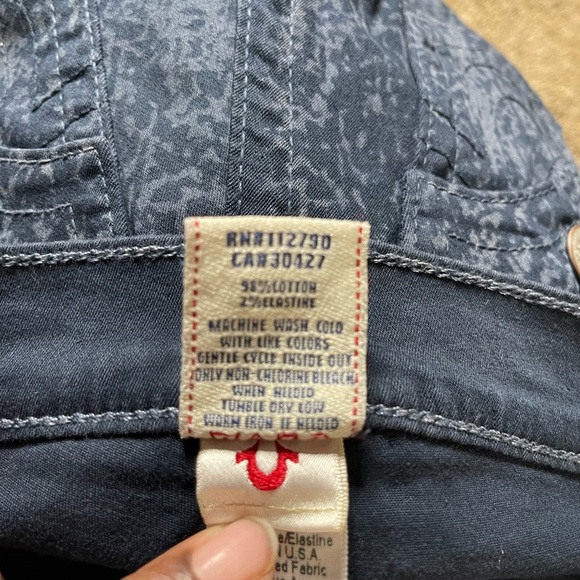 RN#112790
CA#30427
98%COTTON
2%ELASTINE
MACHINE WASH COLD
WITH LIKE COLORS
GENTLE CYCLE INSIDE OUT
ONLY NON-CHLORINE BLEACH
WHEN NEEDED
TUMBLE DRY LOW
WARM IRON IF NEEDED
e/Elastine
U.S.A.
ed Fabric